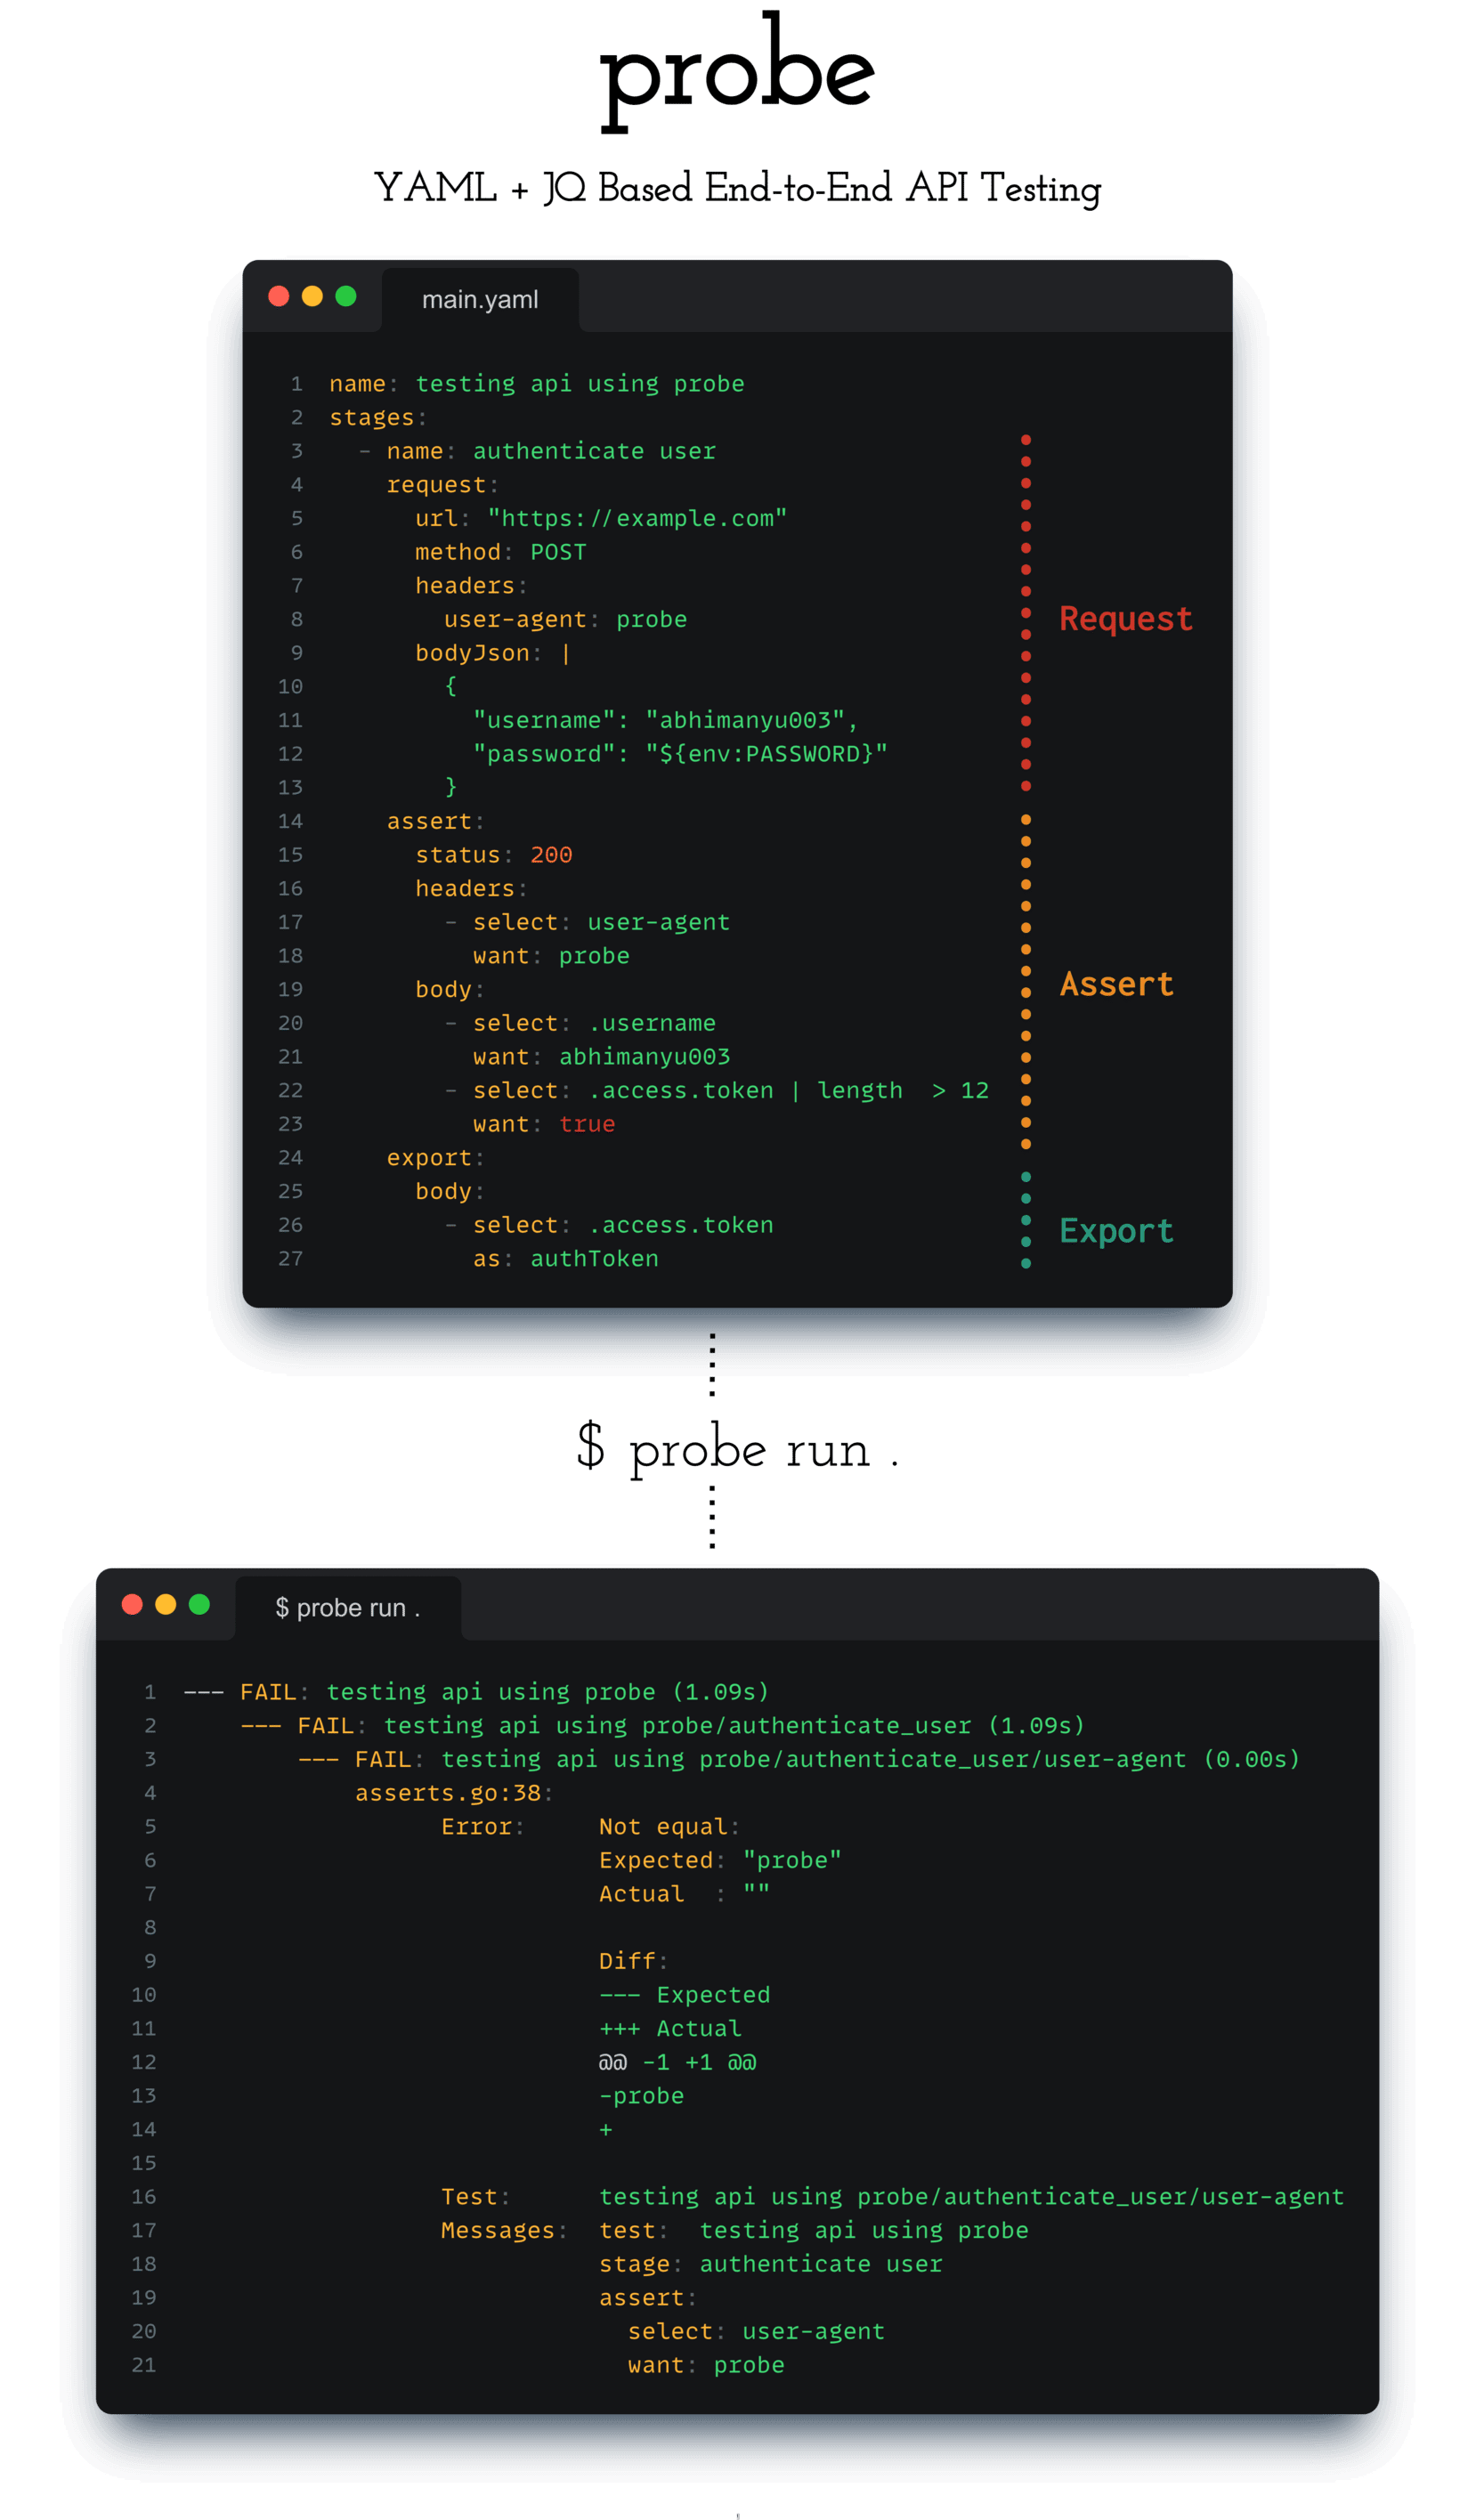 probe
YAML + JQ Based End-to-End API Testing
main.yaml
1 name: testing api using probe
2 stages:
3   - name: authenticate user
4     request:
5       url: "https://example.com"
6       method: POST
7       headers:
8         user-agent: probe
Request
9       bodyJson: |
10         {
11           "username": "abhimanyu003",
12           "password": "${env:PASSWORD}"
13         }
14     assert:
15       status: 200
16       headers:
17         - select: user-agent
18           want: probe
19       body:
Assert
20         - select: .username
21           want: abhimanyu003
22         - select: .access.token | length  > 12
23           want: true
24     export:
25       body:
26         - select: .access.token
Export
27           as: authToken
$ probe run .
$ probe run .
1 --- FAIL: testing api using probe (1.09s)
2     --- FAIL: testing api using probe/authenticate_user (1.09s)
3         --- FAIL: testing api using probe/authenticate_user/user-agent (0.00s)
4             asserts.go:38:
5                   Error:     Not equal:
6                              Expected: "probe"
7                              Actual  : ""
8
9                              Diff:
10                              --- Expected
11                              +++ Actual
12                              @@ -1 +1 @@
13                              -probe
14                              +
15
16                   Test:      testing api using probe/authenticate_user/user-agent
17                   Messages:  test:  testing api using probe
18                              stage: authenticate user
19                              assert:
20                                select: user-agent
21                                want: probe